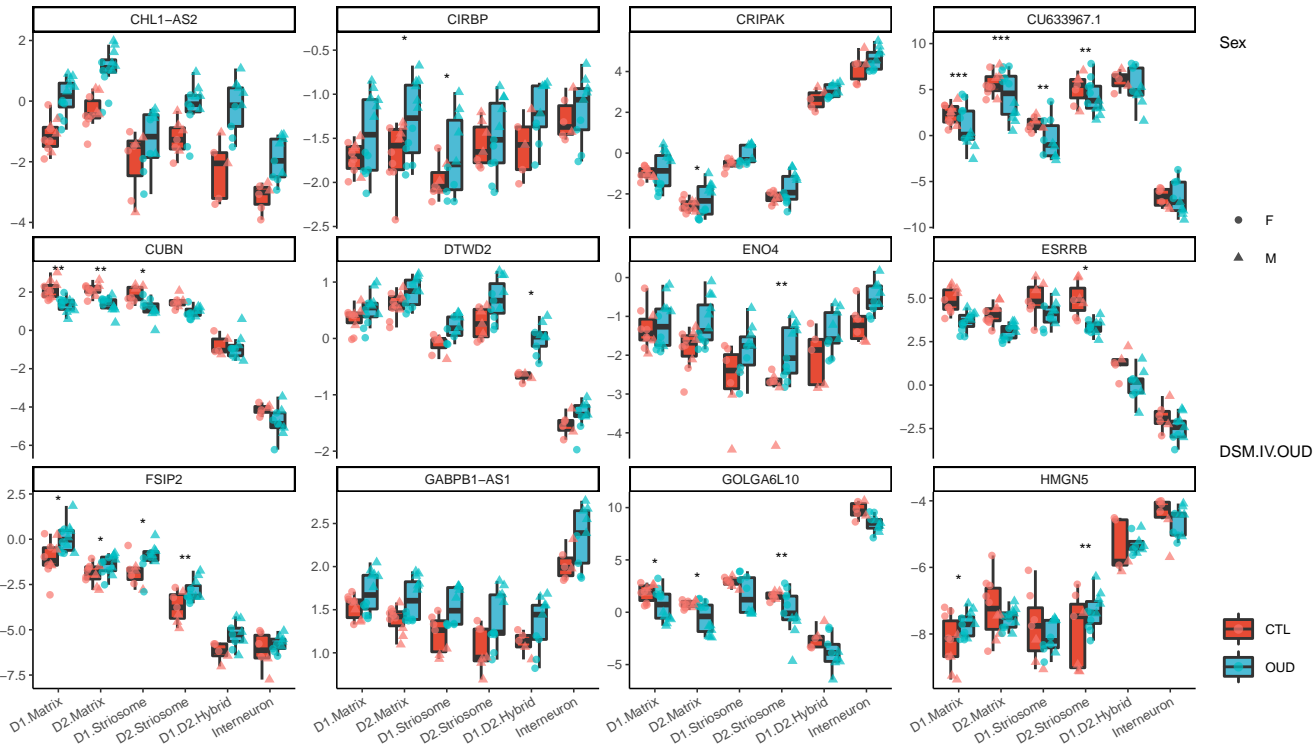 CHL1−AS2
CIRBP
CRIPAK
CU633967.1
2
0
−2
−4
−0.5
−1.0
−1.5
−2.0
−2.5
*
*
4
2
0
−2
*
10
5
0
−5
−10
***
***
**
**
CUBN
DTWD2
ENO4
ESRRB
2
0
−2
−4
−6
**
**
*
1
0
−1
−2
*
0
−1
−2
−3
−4
**
5.0
2.5
0.0
−2.5
*
FSIP2
GABPB1−AS1
GOLGA6L10
HMGN5
2.5
0.0
−2.5
−5.0
−7.5
*
*
*
**
2.5
2.0
1.5
1.0
10
5
0
−5
*
*
**
−4
−6
−8
*
**
D1.Matrix
D2.Matrix
D1.Striosome
D2.Striosome
D1.D2.Hybrid
Interneuron
D1.Matrix
D2.Matrix
D1.Striosome
D2.Striosome
D1.D2.Hybrid
Interneuron
D1.Matrix
D2.Matrix
D1.Striosome
D2.Striosome
D1.D2.Hybrid
Interneuron
D1.Matrix
D2.Matrix
D1.Striosome
D2.Striosome
D1.D2.Hybrid
Interneuron
Sex
F
M
DSM.IV.OUD
CTL
OUD